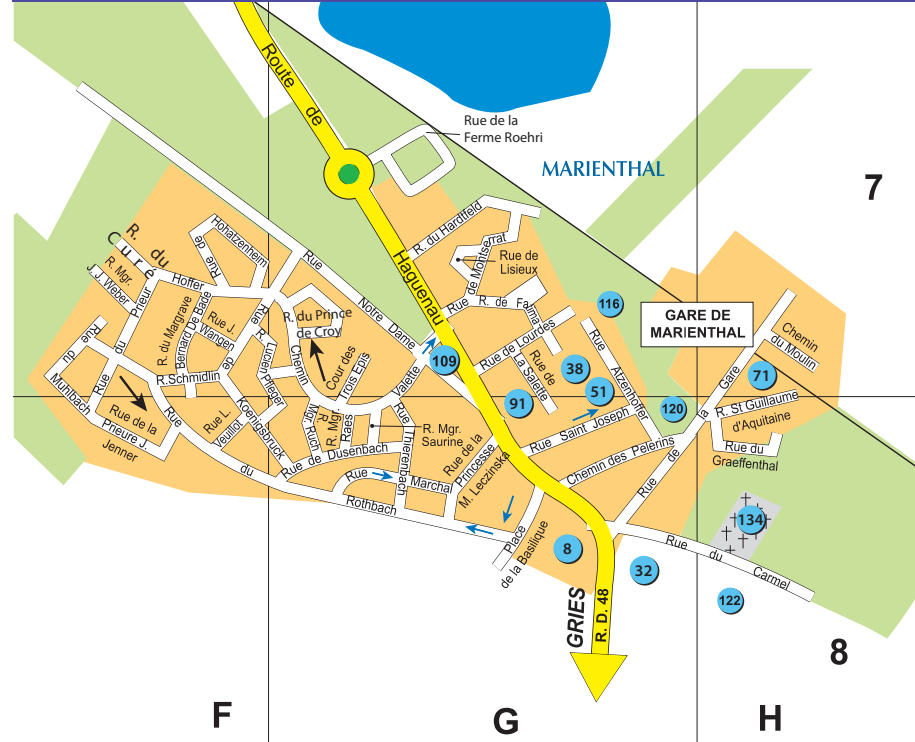 Route de
Haguenau
Rue de la
Ferme Roehri
MARIENTHAL
7
R. du Hardtfeld
Rue de Montserrat
Rue de
Lisieux
Hohatzenheim
Rue de
R. du
Curé
R. Mgr.
J. J. Weber
Hoffer
Prieur
Rue du
Rue
Notre Dame
Rue R. de Fatima
116
GARE DE
MARIENTHAL
R. du Prince
de Croy
R. du Margrave
Bernard De Bade
Rue J.
Wangen
Rue de
Koenigsbruck
R. Lucen Pfleger
Chemin
Cour des
Trois Epis
Valette
109
Rue de Lourdes
Rue de
La Salette
38
51
Rue Alzenhoffer
Chemin
du Moulin
71
Rue du
Muhlbach
R.Schmidlin
91
120
Rue de la Gare
R. St Guillaume
d'Aquitaine
Rue du
Graeffenthal
Rue de la
Prieure J.
Jenner
Rue L.
Veuillot
R.
Mgr. Ruch
R. Mgr.
Raes
R. Mgr.
Saurine
Rue Thierenbach
Rue de la
Princesse
M. Leczinska
Rue Saint Joseph
Chemin des Pelerins
Rue de Dusenbach
Rue Marchal
Rue du Rothbach
Place
de la Basilique
8
32
134
122
Rue du Carmel
GRIES
R. D. 48
8
F
G
H